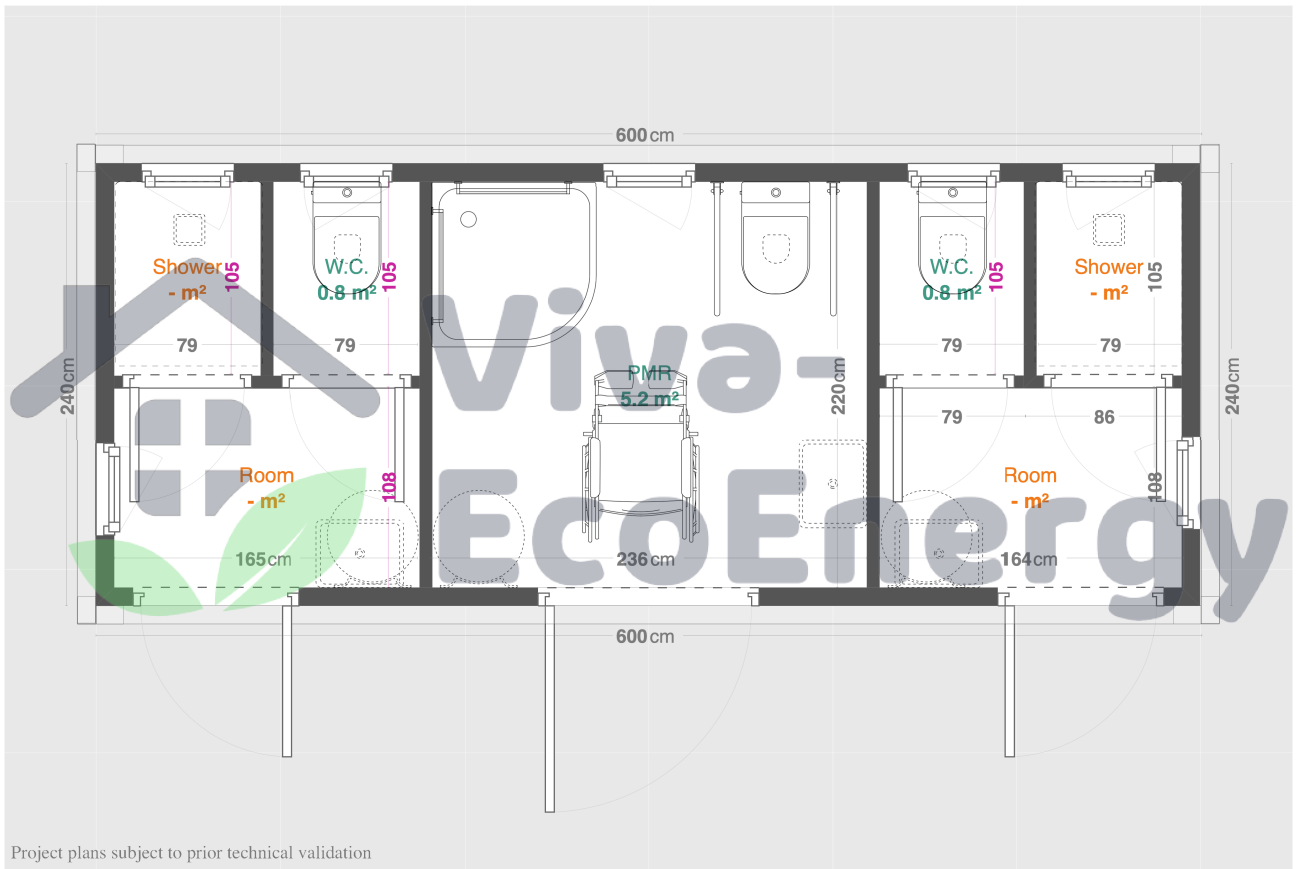 600cm
Shower
- m²
105
79
W.C.
0.8 m²
105
79
PMR
5.2 m²
220cm
W.C.
0.8 m²
105
79
Shower
- m²
105
79
240cm
240cm
Viva-
EcoEnergy
Room
- m²
108
165cm
236cm
79
86
Room
- m²
108
164cm
600cm
Project plans subject to prior technical validation